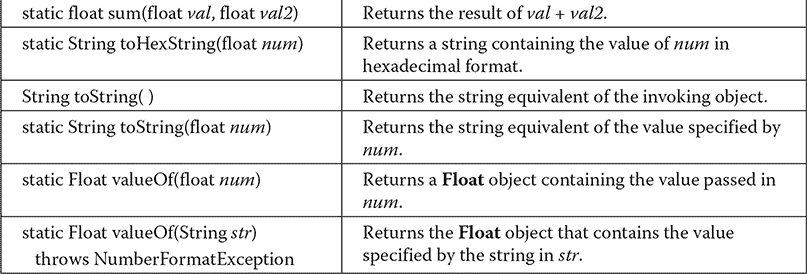 static float sum(float val, float val2)
Returns the result of val + val2.
static String toHexString(float num)
Returns a string containing the value of num in
hexadecimal format.
String toString( )
Returns the string equivalent of the invoking object.
static String toString(float num)
Returns the string equivalent of the value specified by
num.
static Float valueOf(float num)
Returns a Float object containing the value passed in
num.
static Float valueOf(String str)
throws NumberFormatException
Returns the Float object that contains the value
specified by the string in str.